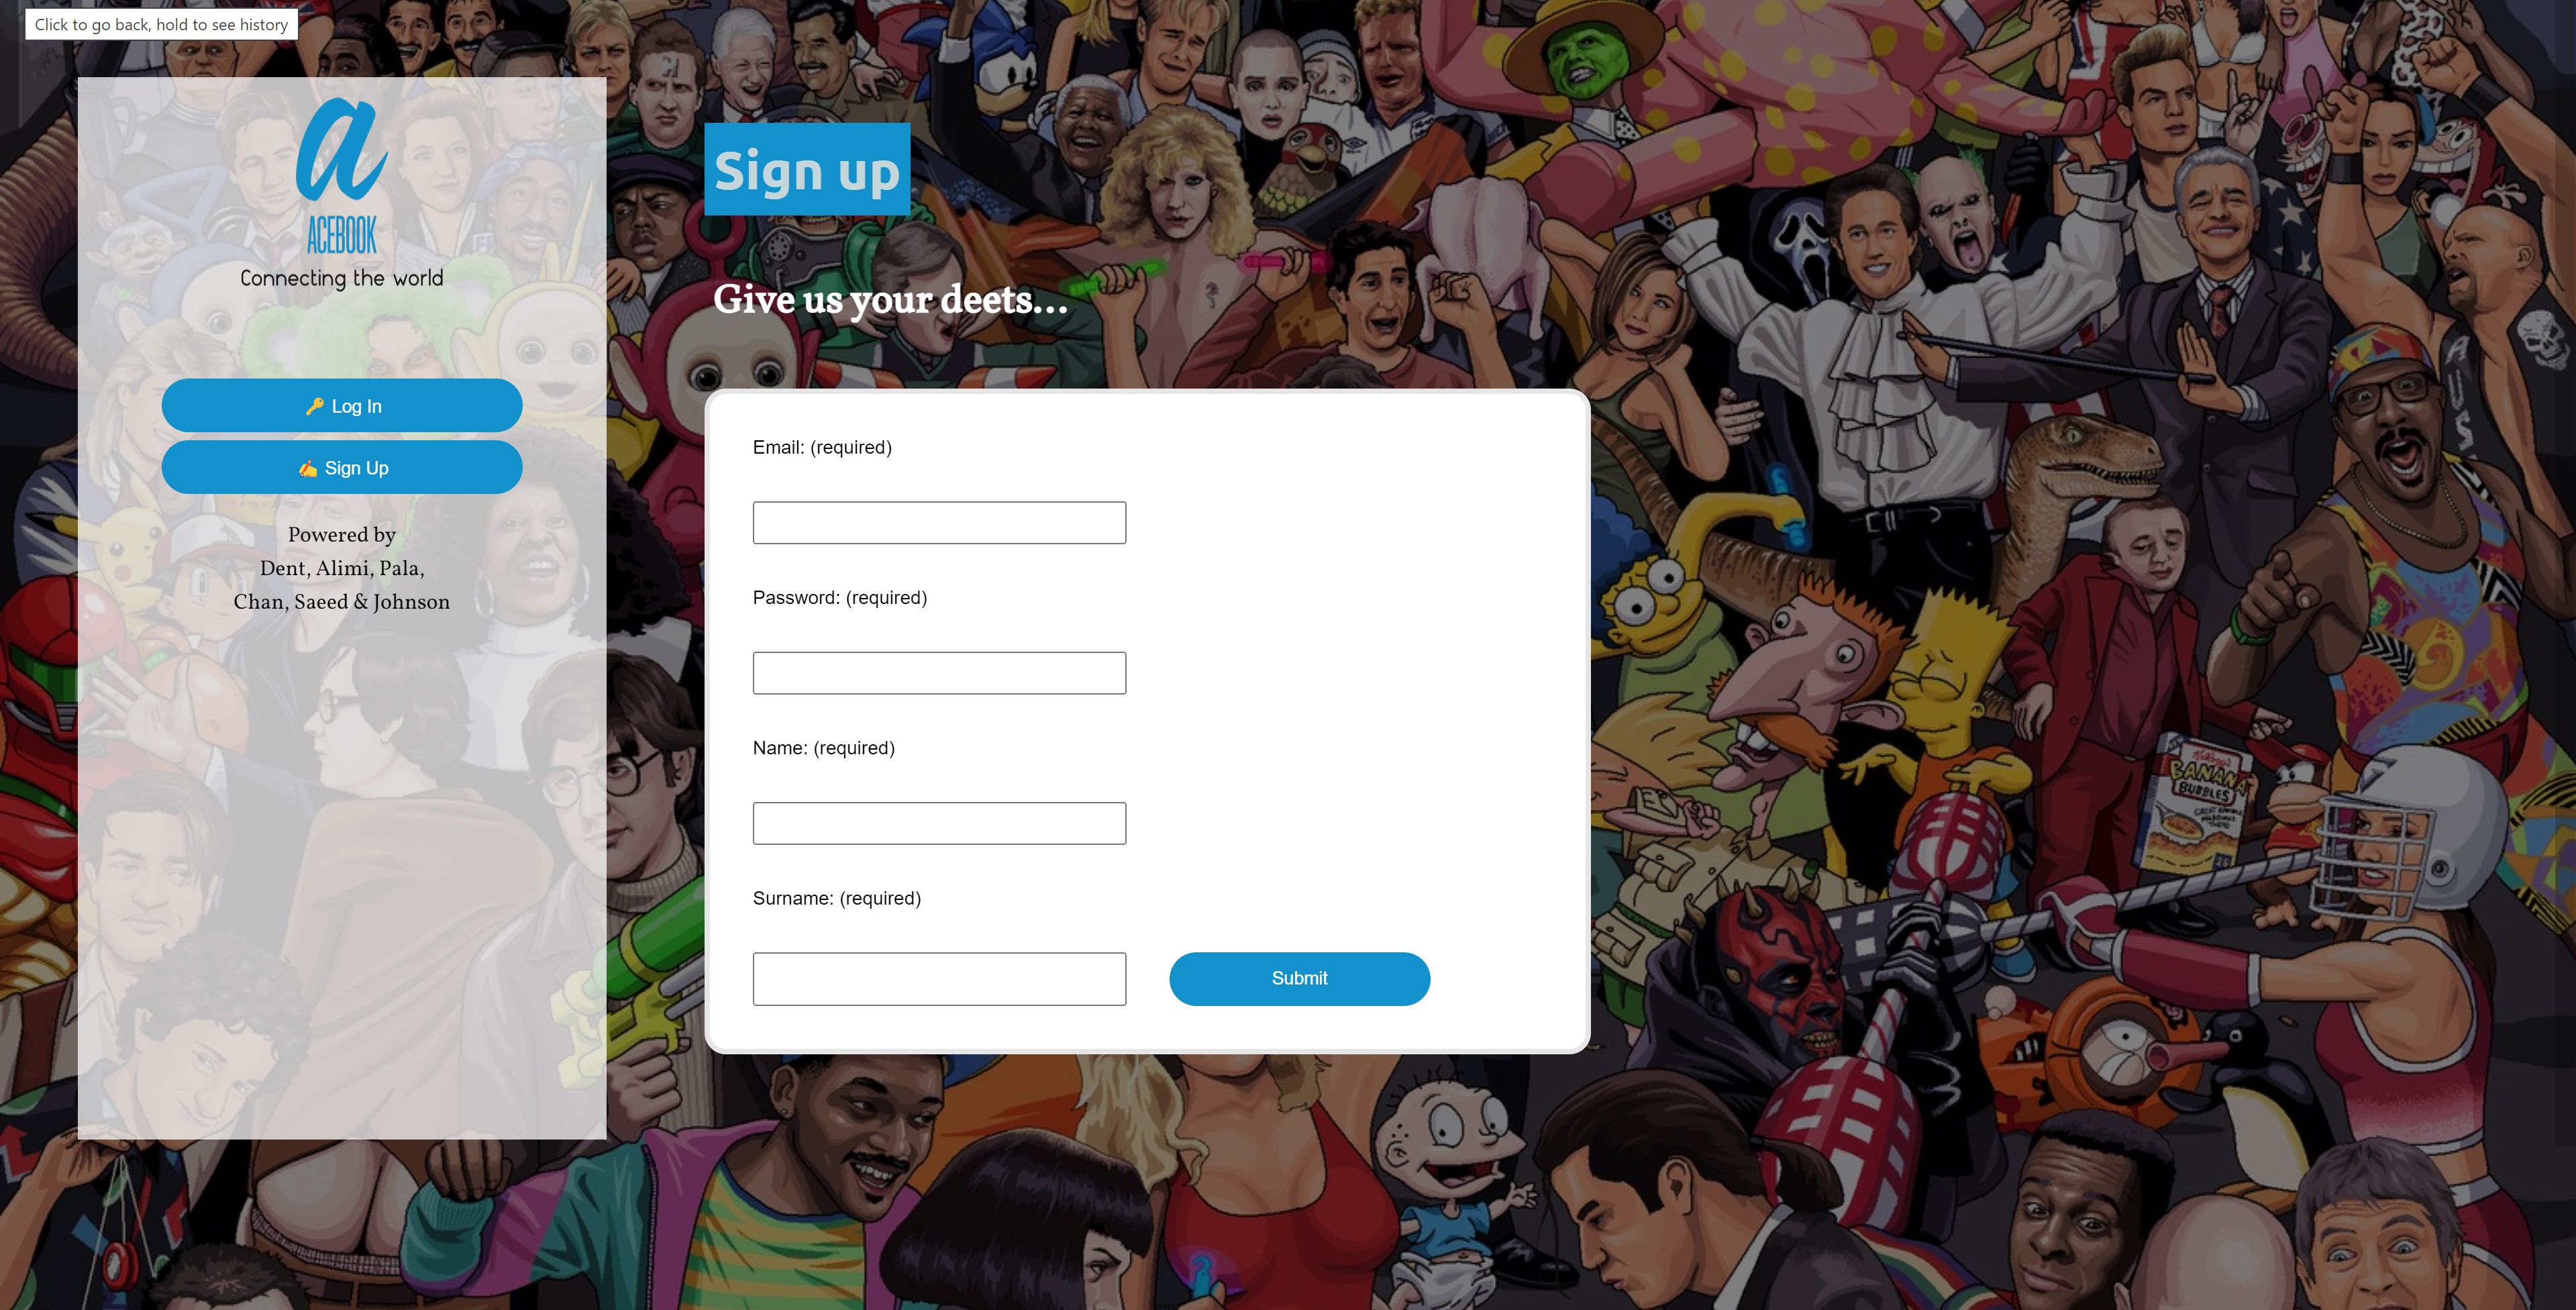 Click to go back, hold to see history
a
ACEBOOK
Connecting the world
🔑 Log In
✍️ Sign Up
Powered by
Dent, Alimi, Pala,
Chan, Saeed & Johnson
Sign up
Give us your deets...
Email: (required)
Password: (required)
Name: (required)
Surname: (required)
Submit
BANANA
BUBBLES